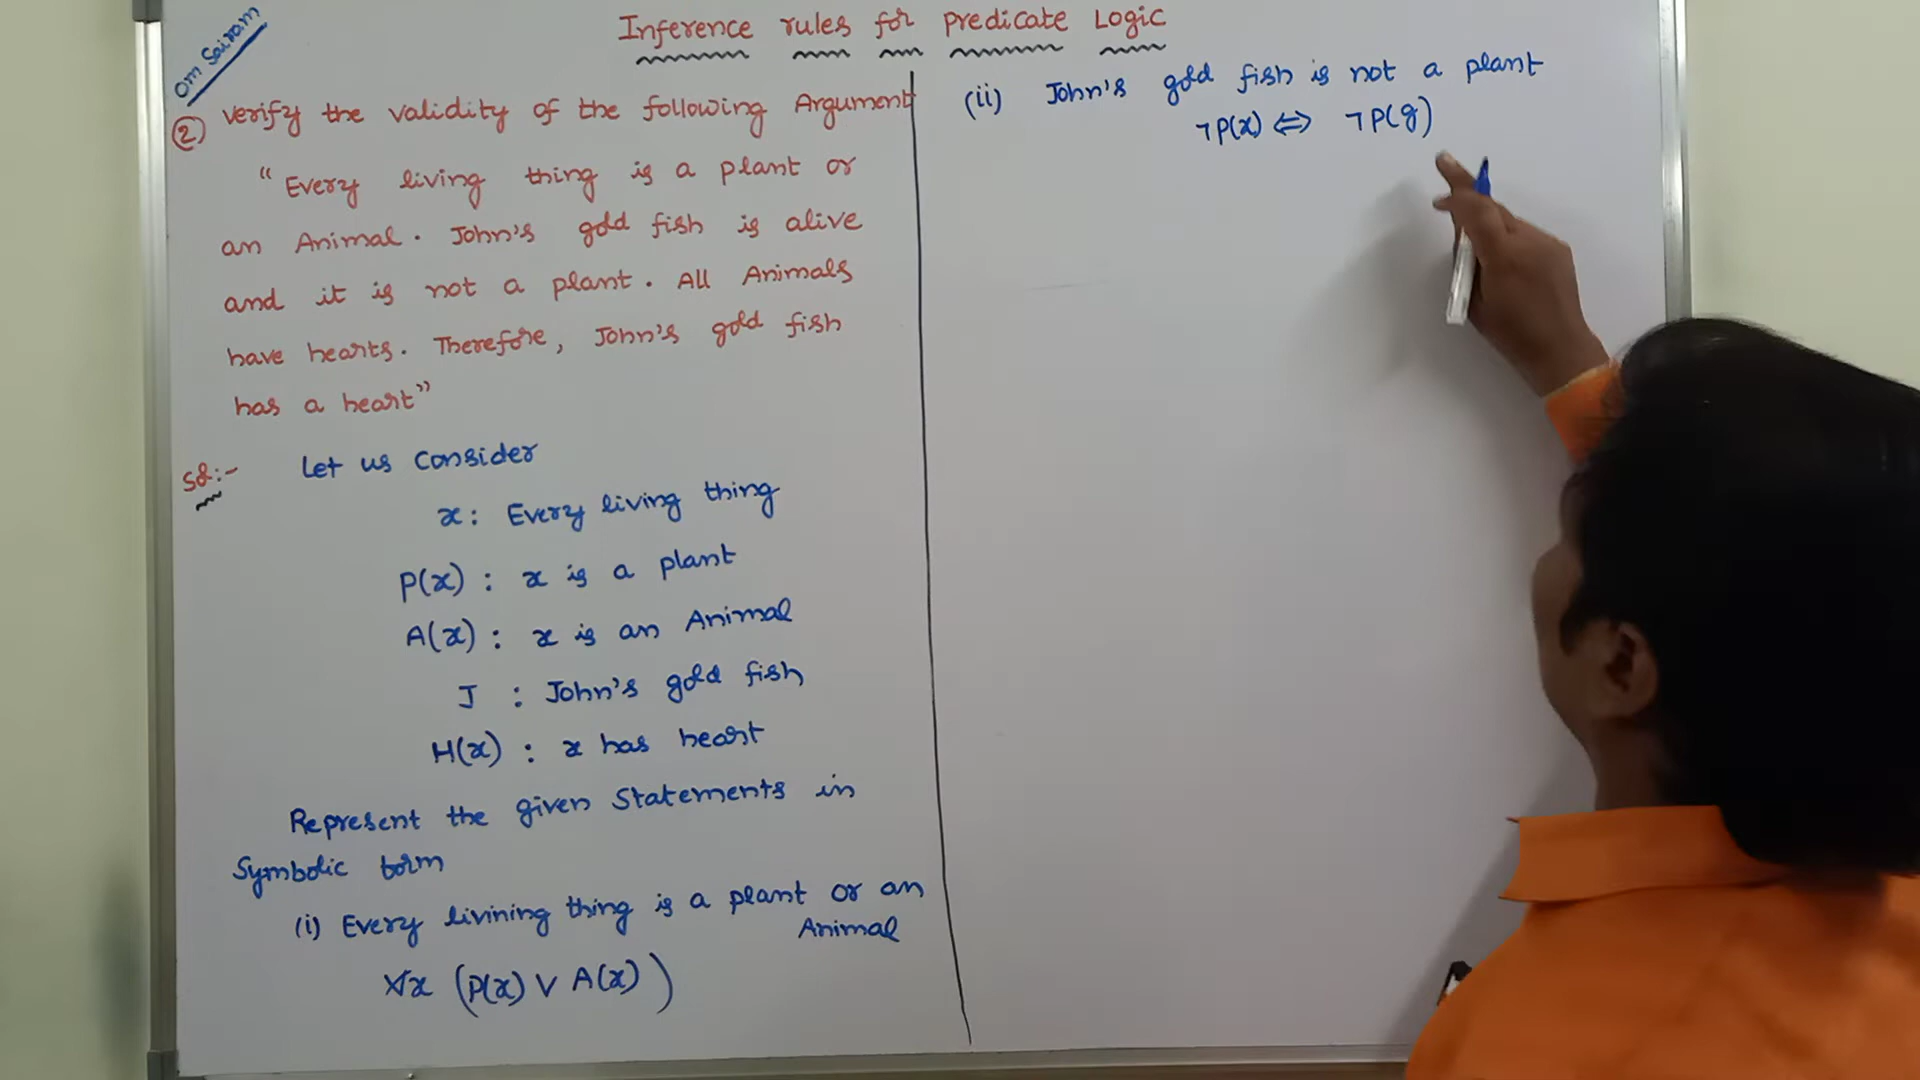 Inference rules for Predicate Logic
Om Sairam
② Verify the validity of the following Argument
“Every living thing is a plant or
an Animal. John's gold fish is alive
and it is not a plant. All Animals
have hearts. Therefore, John's gold fish
has a heart”
Sol:- Let us consider
x: Every living thing
P(x) : x is a plant
A(x) : x is an Animal
J : John's gold fish
H(x) : x has heart
Represent the given Statements in
Symbolic form
(i) Every livining thing is a plant or an
Animal
∀x (P(x) ∨ A(x))
(ii) John's gold fish is not a plant
¬P(x) ⇔ ¬P(g)